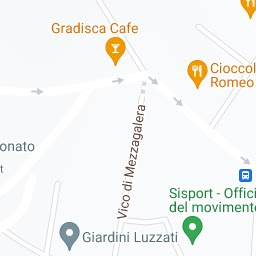 Gradisca Cafe
Cioccol
Romeo
Vico di Mezzagalera
onato
t
Sisport - Offici
del movimento
Giardini Luzzati